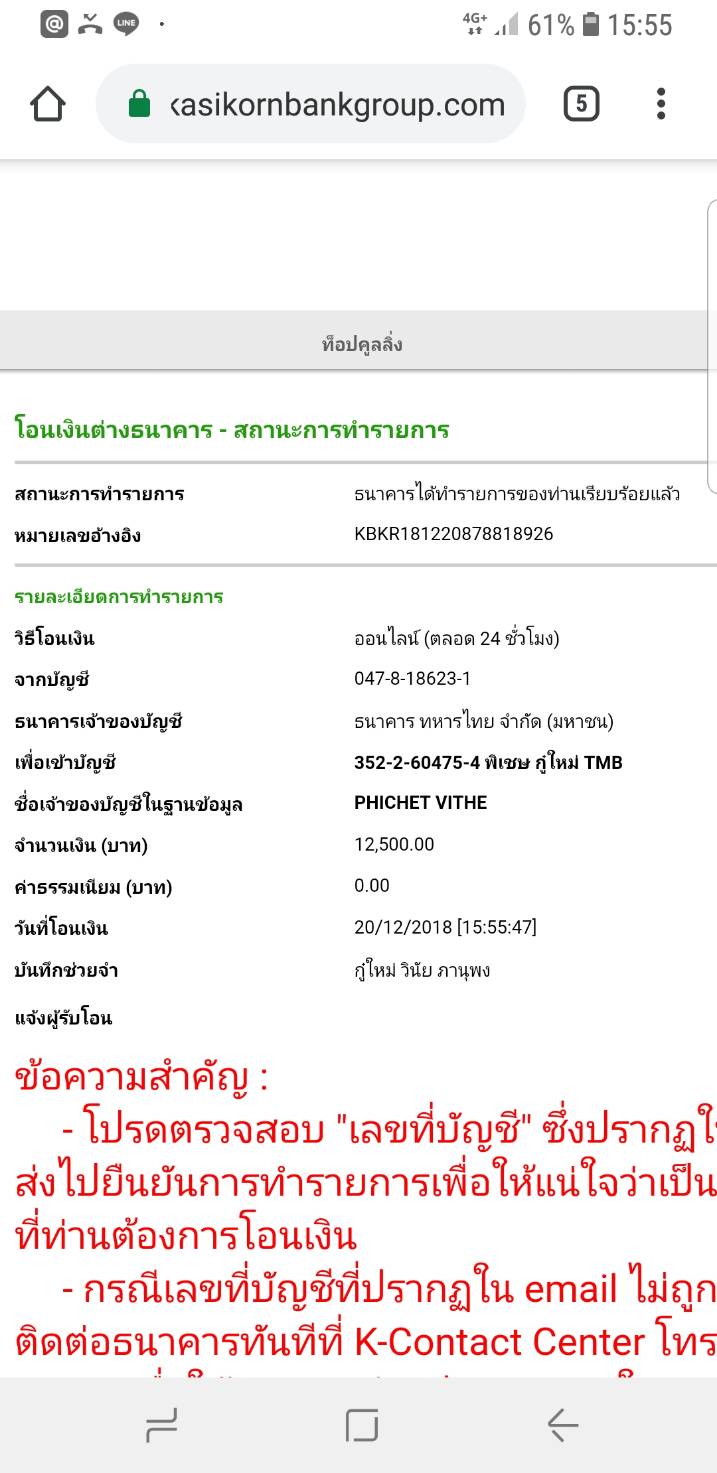 @ LINE 4G+ 61% 15:55
kasikornbankgroup.com 5
ท็อปคูลลิ่ง
โอนเงินต่างธนาคาร - สถานะการทำรายการ
สถานะการทำรายการ ธนาคารได้ทำรายการของท่านเรียบร้อยแล้ว
หมายเลขอ้างอิง KBKR181220878818926
รายละเอียดการทำรายการ
วิธีโอนเงิน ออนไลน์ (ตลอด 24 ชั่วโมง)
จากบัญชี 047-8-18623-1
ธนาคารเจ้าของบัญชี ธนาคาร ทหารไทย จำกัด (มหาชน)
เพื่อเข้าบัญชี 352-2-60475-4 พิเชษ กู๋ใหม่ TMB
ชื่อเจ้าของบัญชีในฐานข้อมูล PHICHET VITHE
จำนวนเงิน (บาท) 12,500.00
ค่าธรรมเนียม (บาท) 0.00
วันที่โอนเงิน 20/12/2018 [15:55:47]
บันทึกช่วยจำ กู๋ใหม่ วินัย ภานุพง
แจ้งผู้รับโอน
ข้อความสำคัญ :
- โปรดตรวจสอบ "เลขที่บัญชี" ซึ่งปรากฏใ
ส่งไปยืนยันการทำรายการเพื่อให้แน่ใจว่าเป็น
ที่ท่านต้องการโอนเงิน
- กรณีเลขที่บัญชีที่ปรากฏใน email ไม่ถูก
ติดต่อธนาคารทันทีที่ K-Contact Center โทร